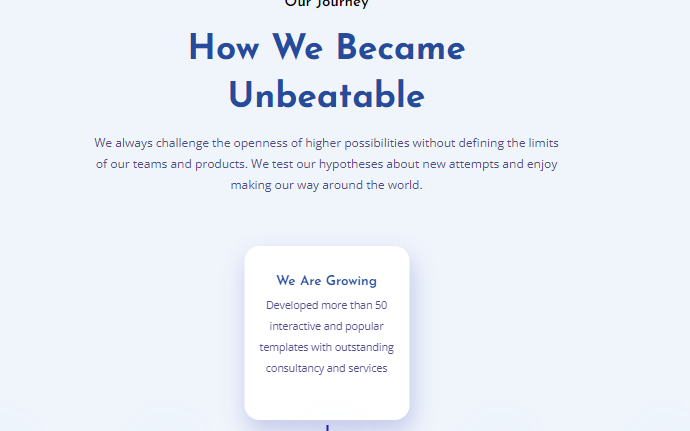 Our Journey
How We Became
Unbeatable
We always challenge the openness of higher possibilities without defining the limits
of our teams and products. We test our hypotheses about new attempts and enjoy
making our way around the world.
We Are Growing
Developed more than 50
interactive and popular
templates with outstanding
consultancy and services